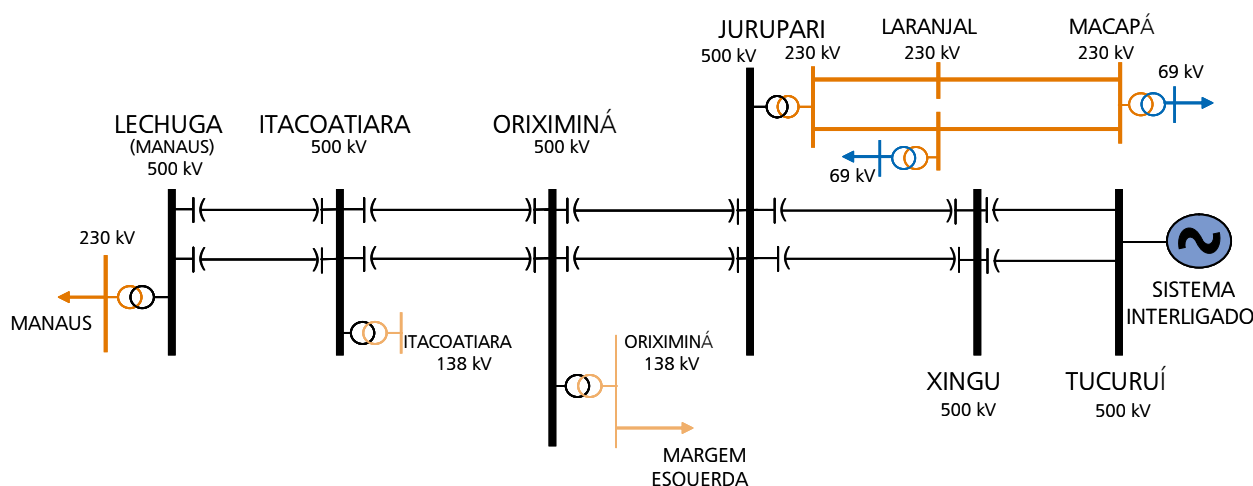 JURUPARI
500 kV
230 kV
LARANJAL
230 kV
MACAPÁ
230 kV
69 kV
69 kV
LECHUGA
(MANAUS)
500 kV
ITACOATIARA
500 kV
ORIXIMINÁ
500 kV
230 kV
MANAUS
ITACOATIARA
138 kV
ORIXIMINÁ
138 kV
MARGEM
ESQUERDA
XINGU
500 kV
TUCURUÍ
500 kV
SISTEMA
INTERLIGADO